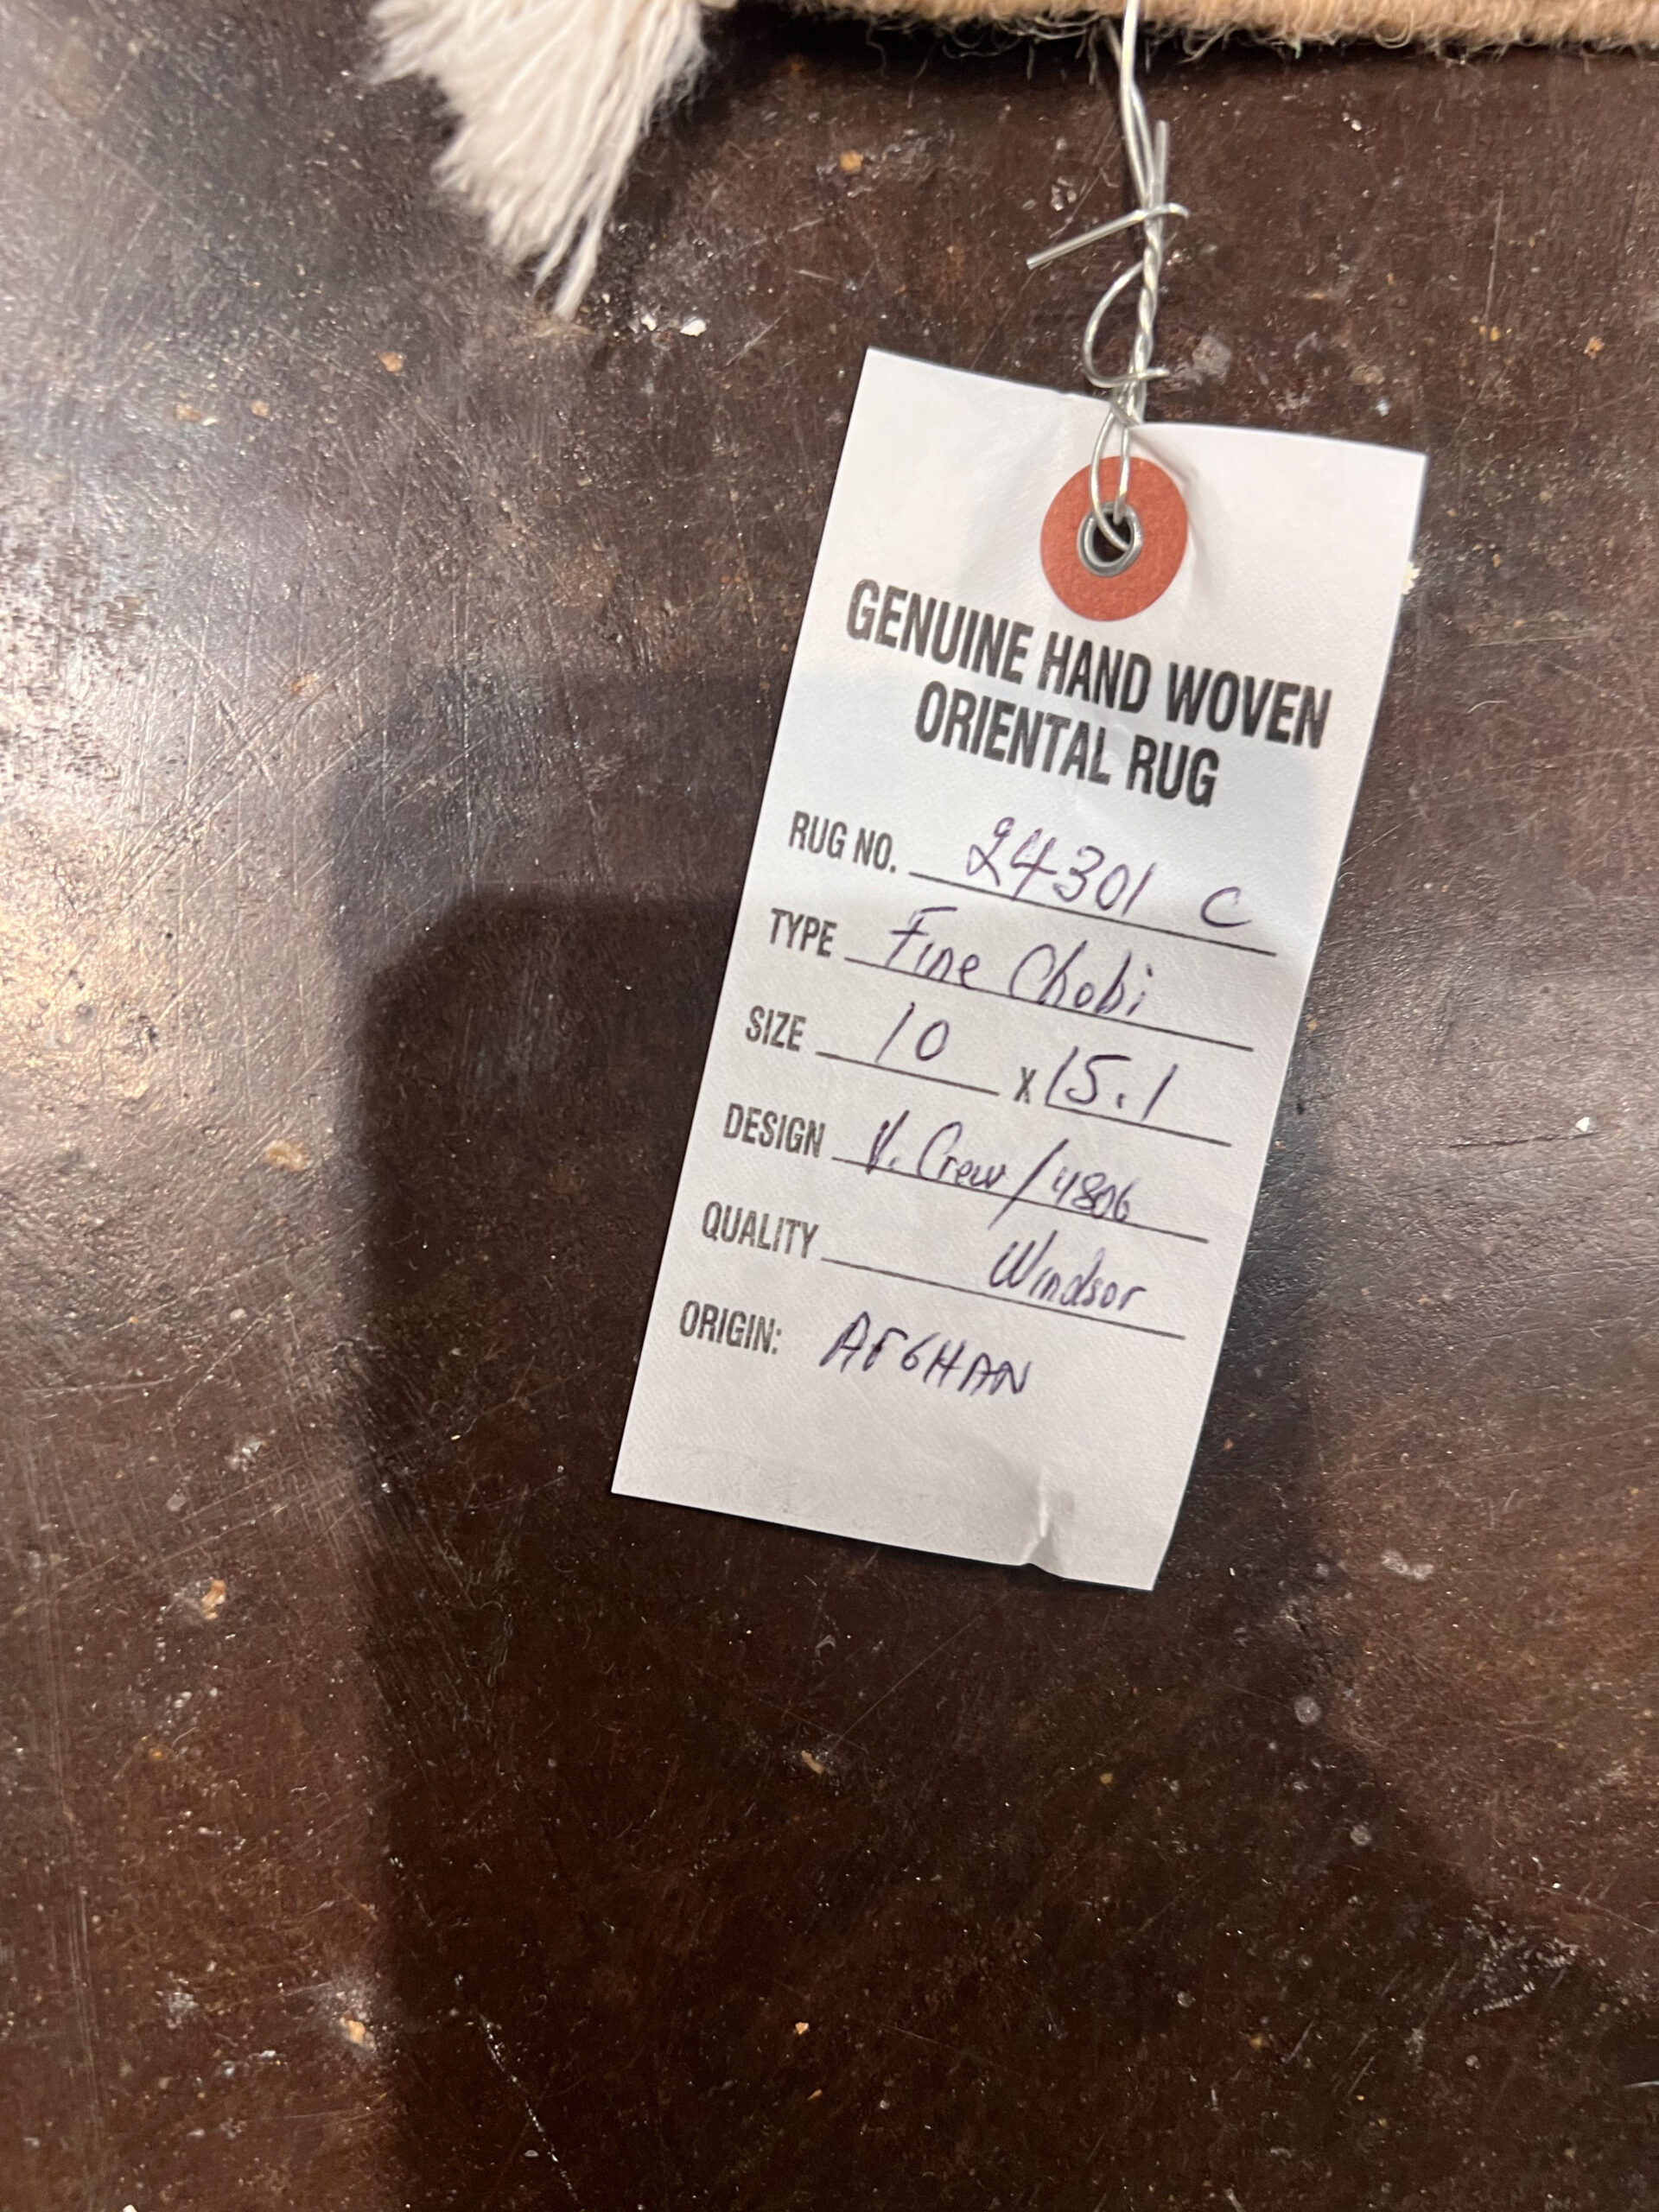 GENUINE HAND WOVEN
ORIENTAL RUG
RUG NO. 24301 C
TYPE Fine Chobi
SIZE 10 X 15.1
DESIGN V. Crew/4806
QUALITY Windsor
ORIGIN: AFGHAN